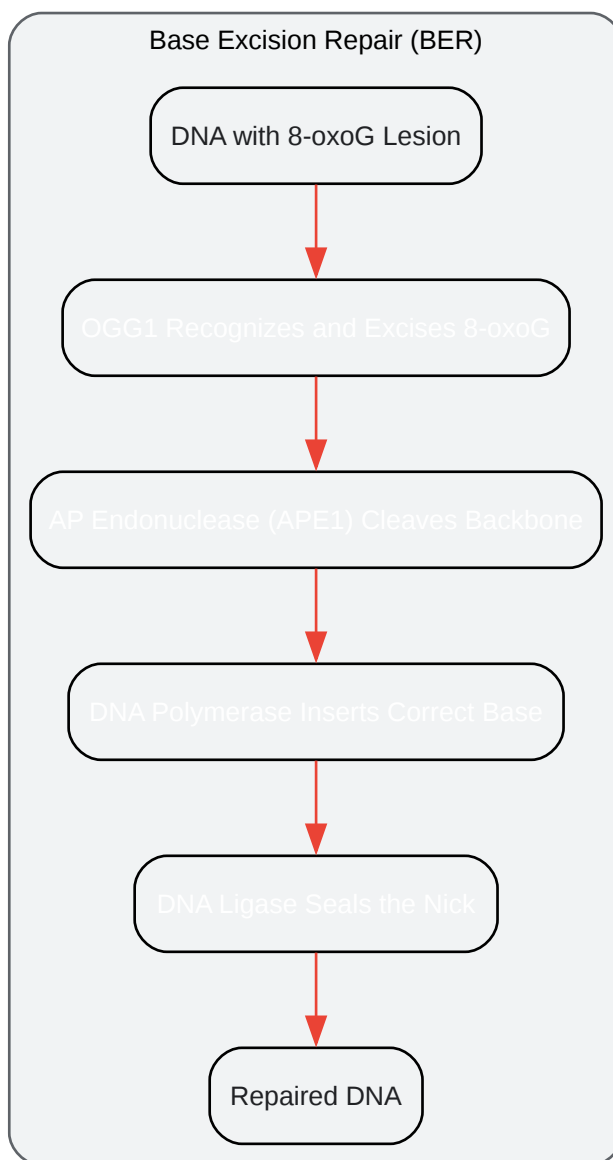 Base Excision Repair (BER)
DNA with 8-oxoG Lesion
OGG1 Recognizes and Excises 8-oxoG
AP Endonuclease (APE1) Cleaves Backbone
DNA Polymerase Inserts Correct Base
DNA Ligase Seals the Nick
Repaired DNA